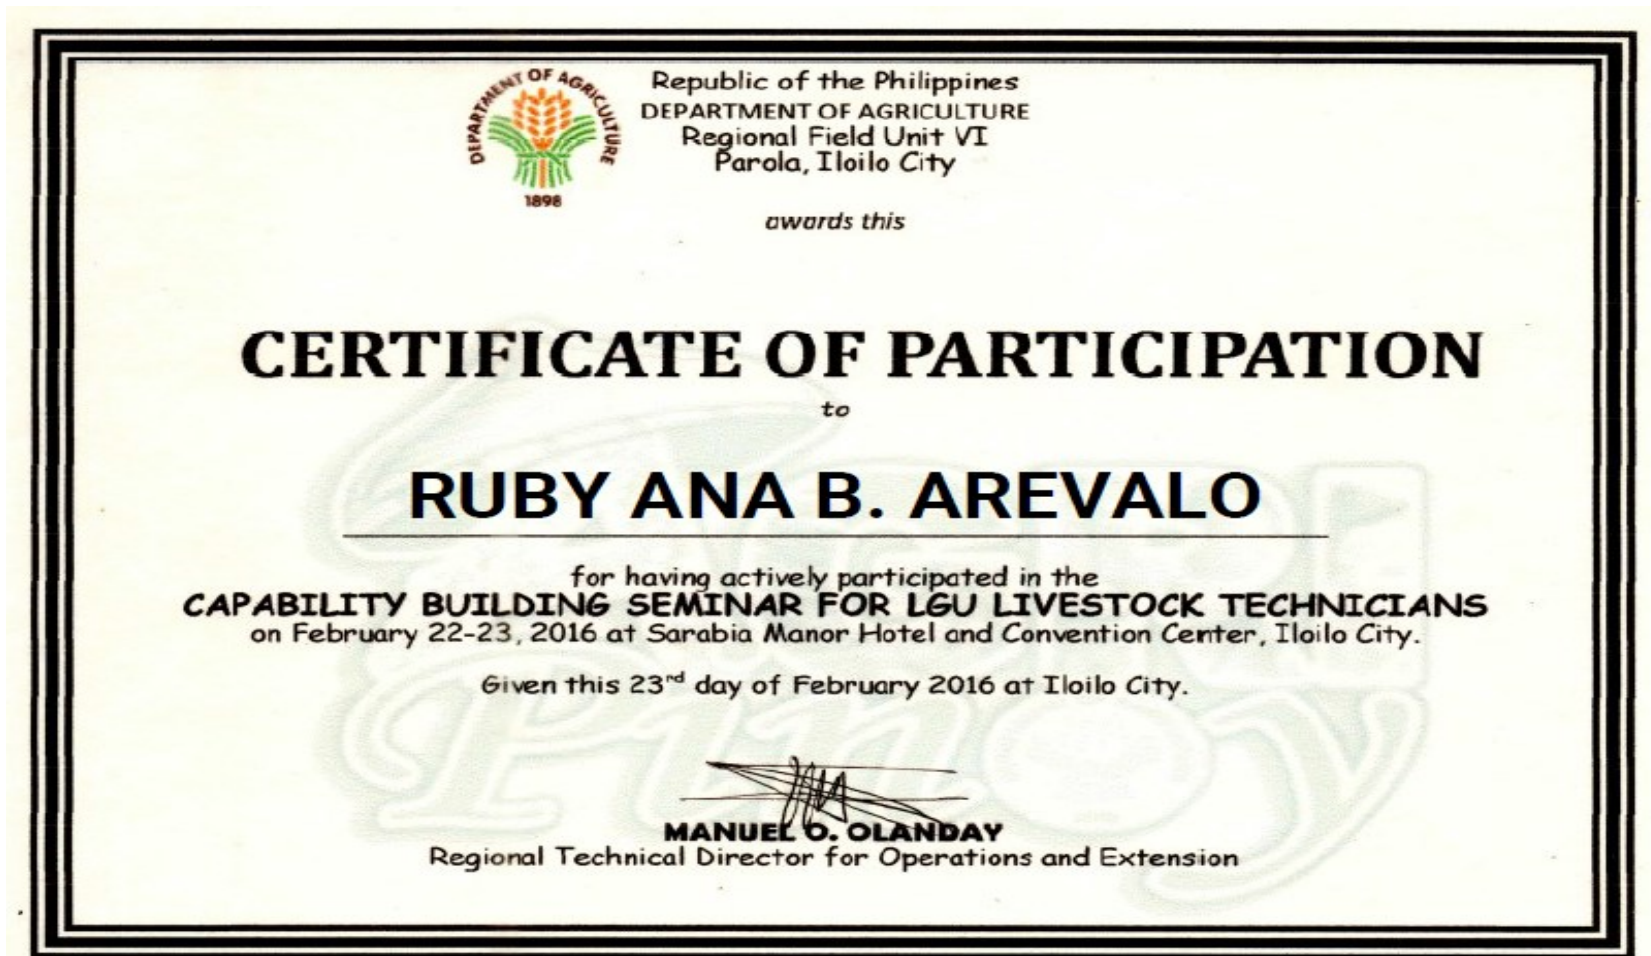 DEPARTMENT OF AGRICULTURE
1898
Republic of the Philippines
DEPARTMENT OF AGRICULTURE
Regional Field Unit VI
Parola, Iloilo City
awards this
CERTIFICATE OF PARTICIPATION
to
RUBY ANA B. AREVALO
for having actively participated in the
CAPABILITY BUILDING SEMINAR FOR LGU LIVESTOCK TECHNICIANS
on February 22-23, 2016 at Sarabia Manor Hotel and Convention Center, Iloilo City.
Given this 23rd day of February 2016 at Iloilo City.
MANUEL O. OLANDAY
Regional Technical Director for Operations and Extension
Agri
Pinoy